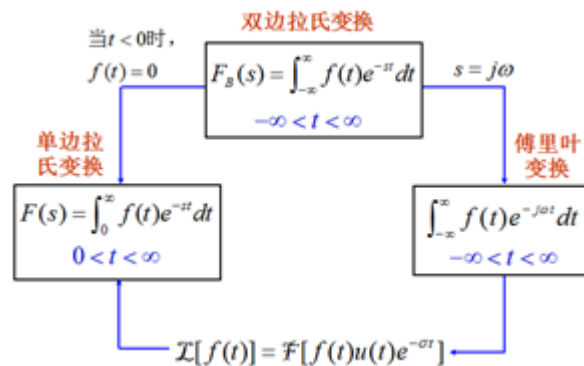 双边拉氏变换
当t < 0时，
f(t) = 0
F_B(s) = ∫_{-∞}^{∞} f(t)e^{-st}dt
-∞ < t < ∞
s = jω
单边拉
氏变换
F(s) = ∫_0^∞ f(t)e^{-st}dt
0 < t < ∞
傅里叶
变换
∫_{-∞}^{∞} f(t)e^{-jωt}dt
-∞ < t < ∞
ℒ[f(t)] = ℱ[f(t)u(t)e^{-σt}]